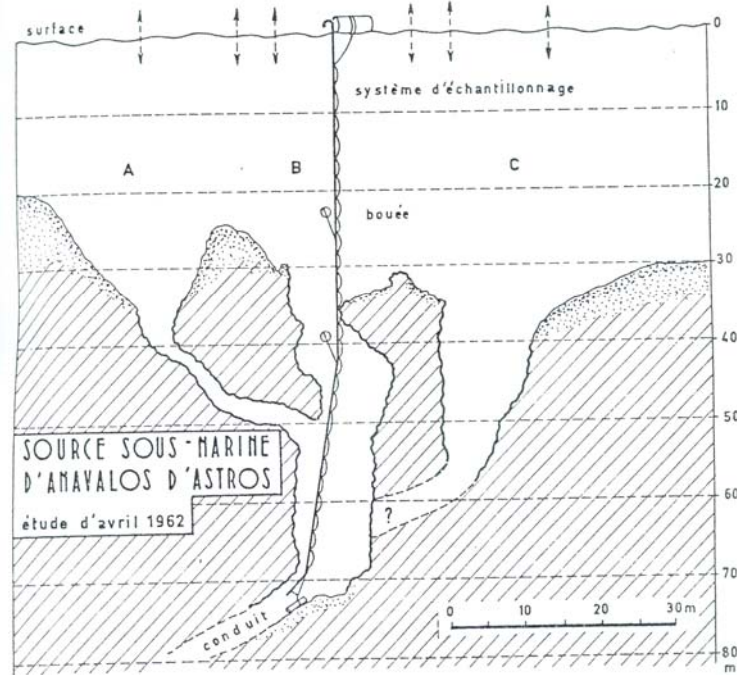 surface
système d'échantillonnage
A
B
C
bouée
SOURCE SOUS-MARINE
D'ANAVALOS D'ASTROS
étude d'avril 1962
?
conduit
0
10
20
30
40
50
60
70
80
m
0 10 20 30 m